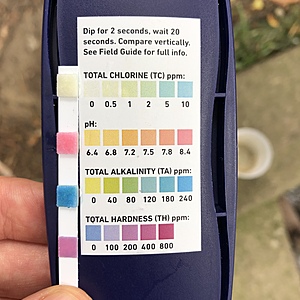 Dip for 2 seconds, wait 20
seconds. Compare vertically.
See Field Guide for full info.
TOTAL CHLORINE (TC) ppm:
0 0.5 1 2 5 10
pH:
6.4 6.8 7.2 7.5 7.8 8.4
TOTAL ALKALINITY (TA) ppm:
0 40 80 120 180 240
TOTAL HARDNESS (TH) ppm:
0 100 200 400 800